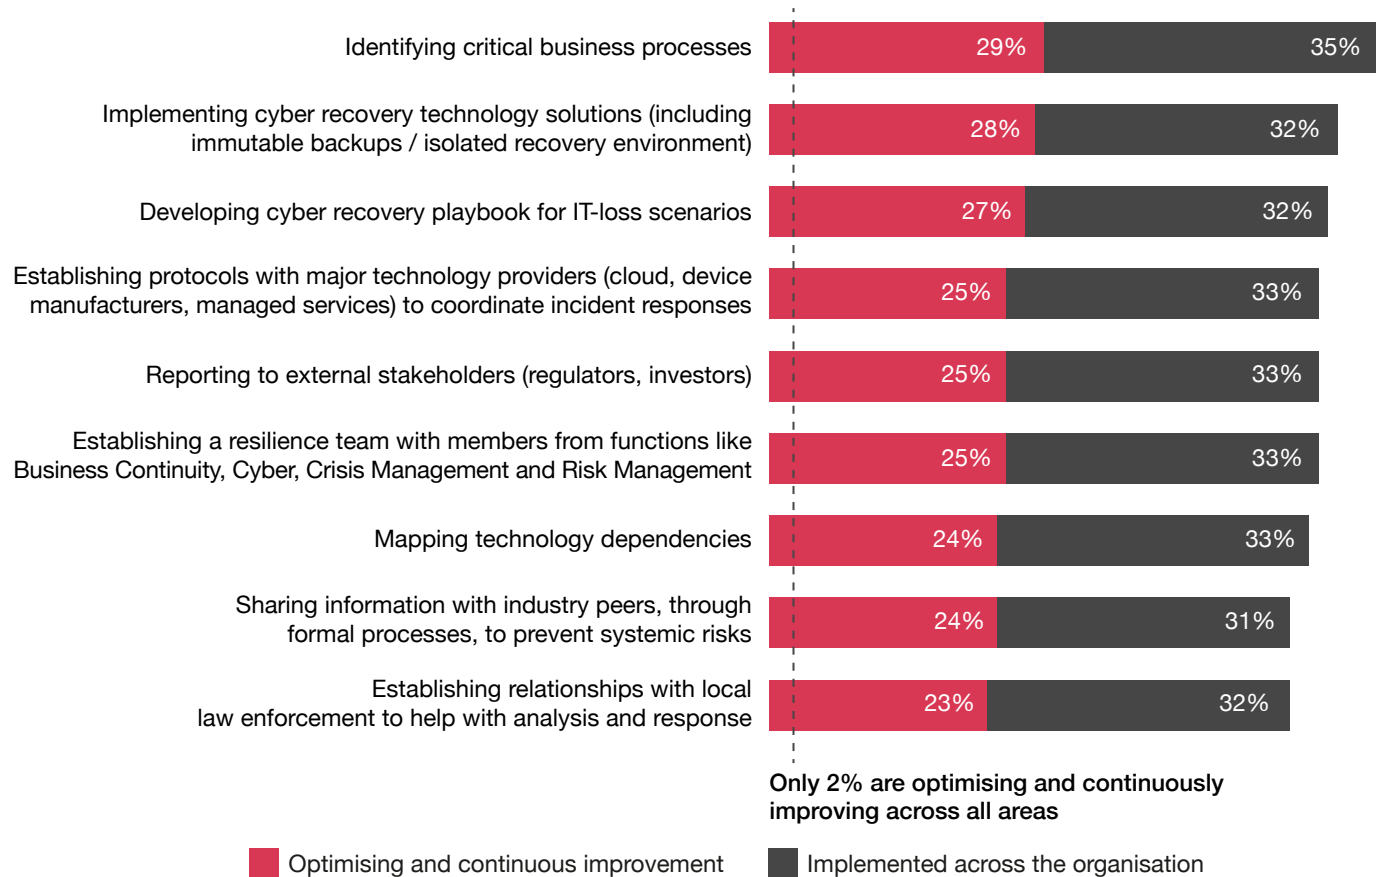 Identifying critical business processes
29%
35%
Implementing cyber recovery technology solutions (including
immutable backups / isolated recovery environment)
28%
32%
Developing cyber recovery playbook for IT-loss scenarios
27%
32%
Establishing protocols with major technology providers (cloud, device
manufacturers, managed services) to coordinate incident responses
25%
33%
Reporting to external stakeholders (regulators, investors)
25%
33%
Establishing a resilience team with members from functions like
Business Continuity, Cyber, Crisis Management and Risk Management
25%
33%
Mapping technology dependencies
24%
33%
Sharing information with industry peers, through
formal processes, to prevent systemic risks
24%
31%
Establishing relationships with local
law enforcement to help with analysis and response
23%
32%
Only 2% are optimising and continuously
improving across all areas
Optimising and continuous improvement
Implemented across the organisation